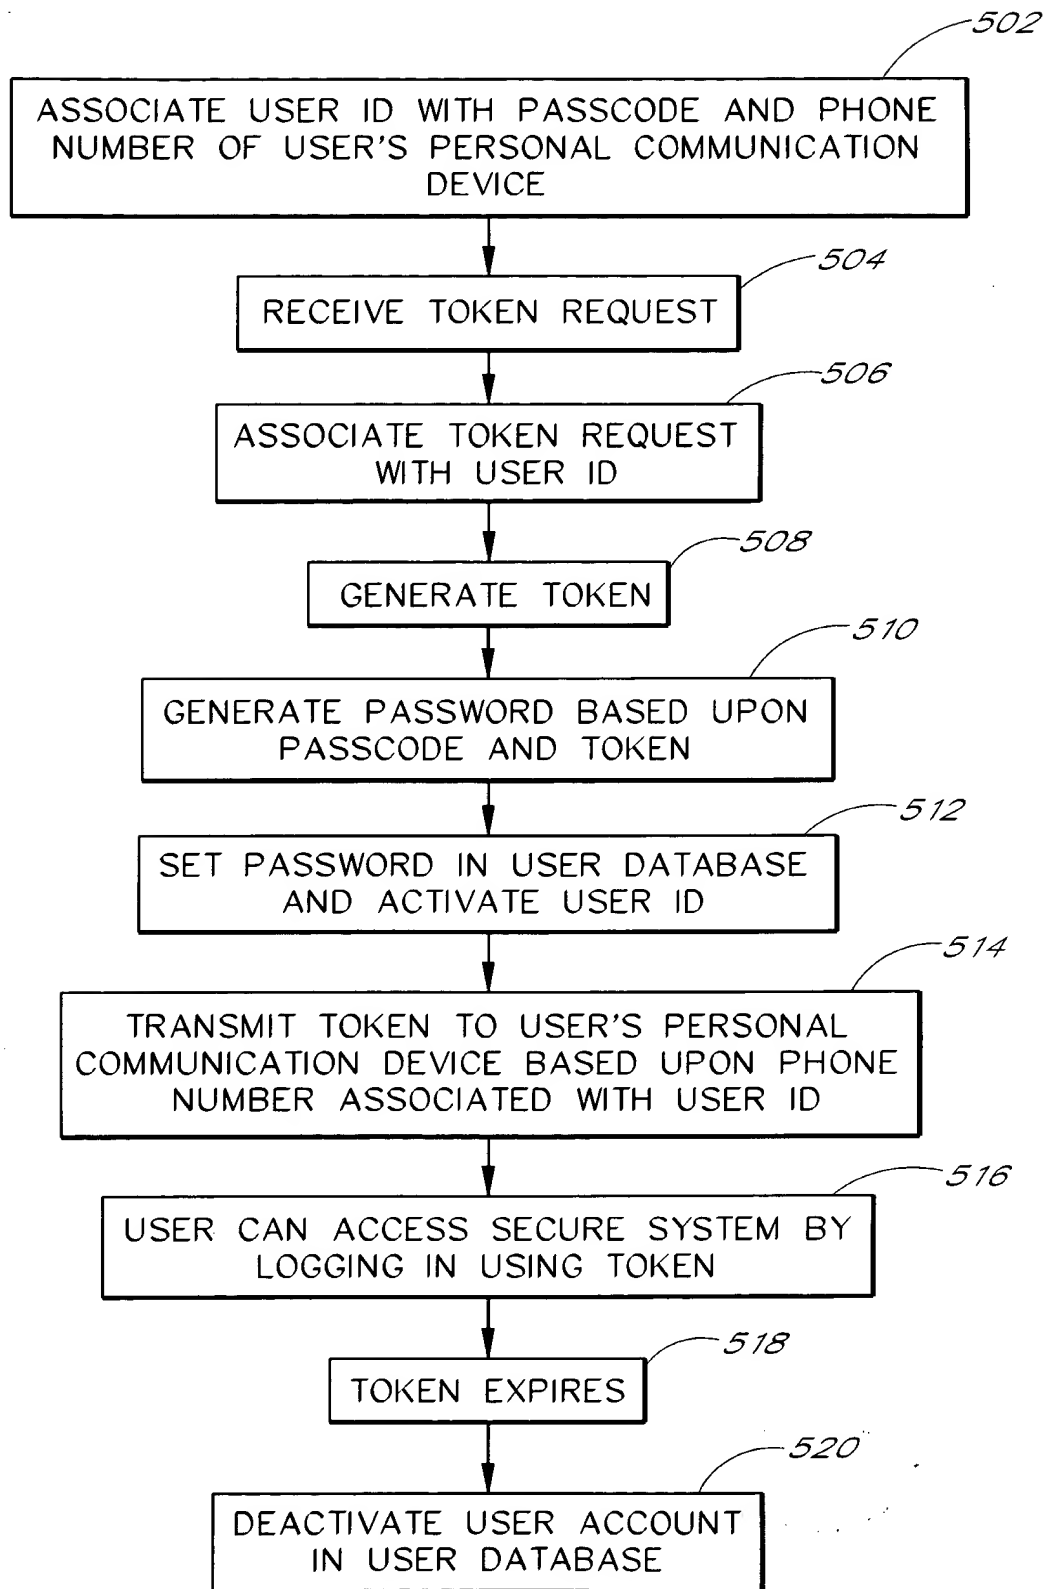 502
ASSOCIATE USER ID WITH PASSCODE AND PHONE
NUMBER OF USER'S PERSONAL COMMUNICATION
DEVICE
504
RECEIVE TOKEN REQUEST
506
ASSOCIATE TOKEN REQUEST
WITH USER ID
508
GENERATE TOKEN
510
GENERATE PASSWORD BASED UPON
PASSCODE AND TOKEN
512
SET PASSWORD IN USER DATABASE
AND ACTIVATE USER ID
514
TRANSMIT TOKEN TO USER'S PERSONAL
COMMUNICATION DEVICE BASED UPON PHONE
NUMBER ASSOCIATED WITH USER ID
516
USER CAN ACCESS SECURE SYSTEM BY
LOGGING IN USING TOKEN
518
TOKEN EXPIRES
520
DEACTIVATE USER ACCOUNT
IN USER DATABASE